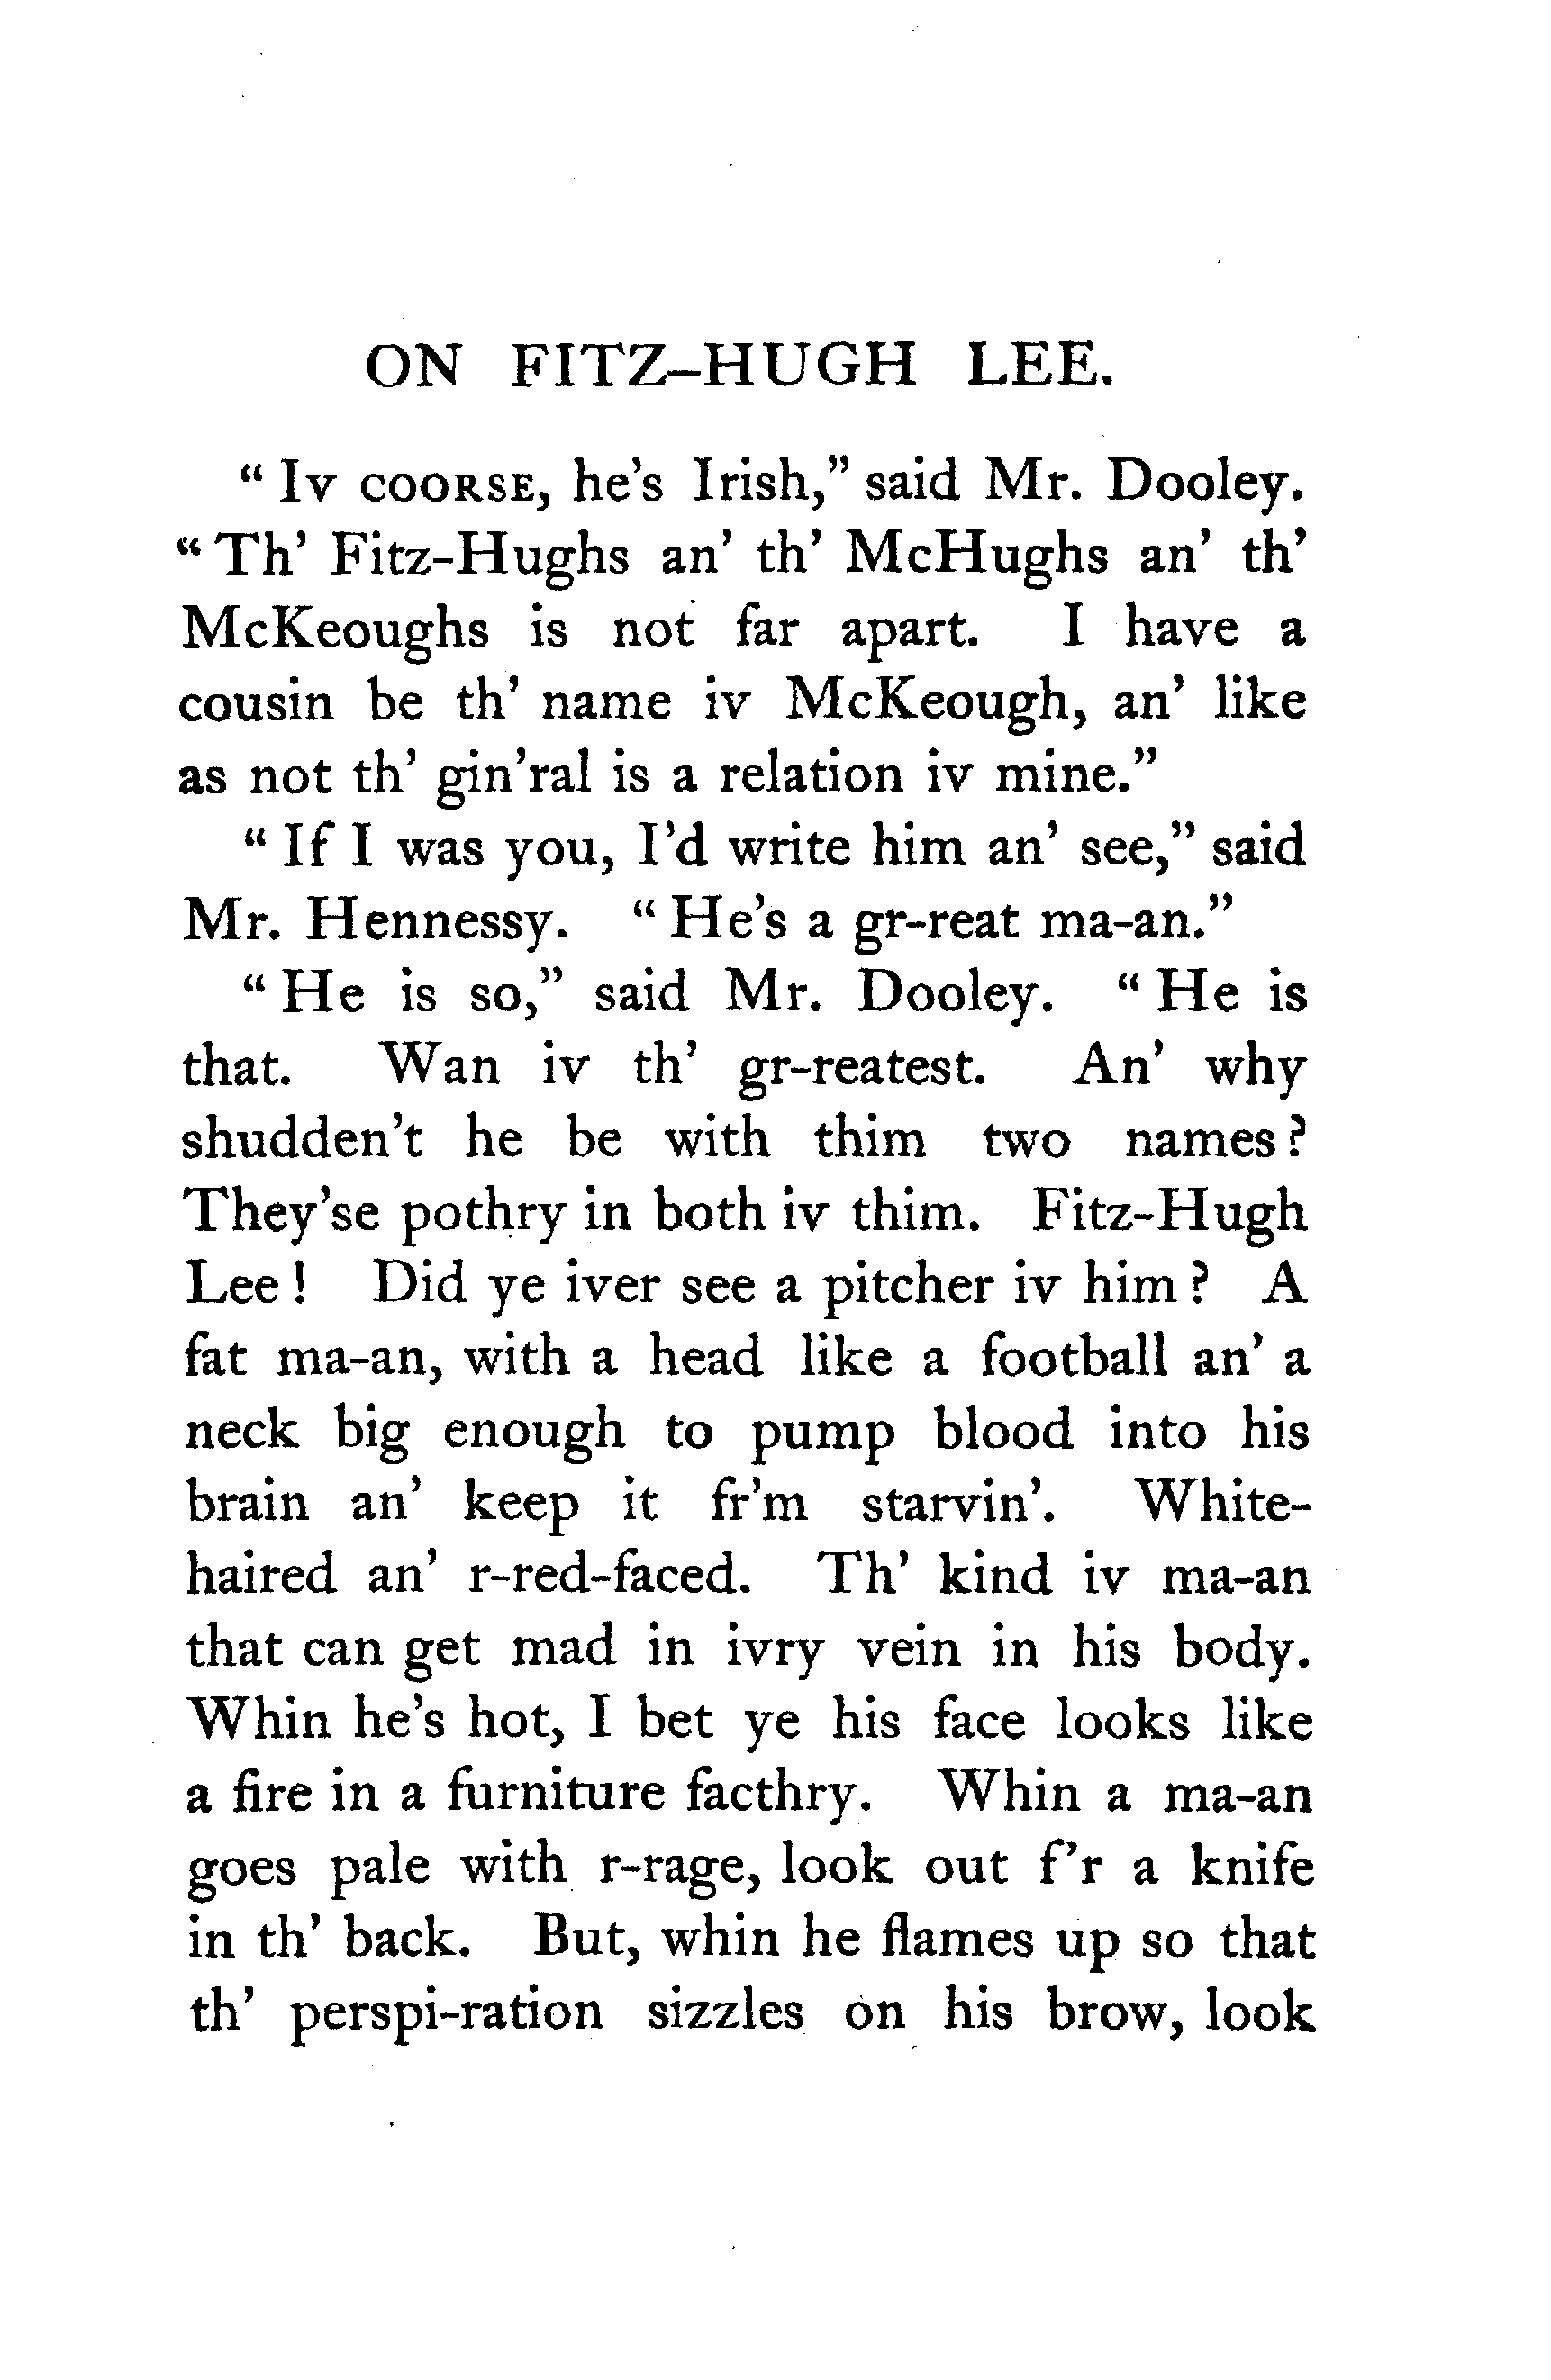 ON FITZ-HUGH LEE.
“Iv COORSE, he's Irish,” said Mr. Dooley.
“Th' Fitz-Hughs an' th' McHughs an' th'
McKeoughs is not far apart. I have a
cousin be th' name iv McKeough, an' like
as not th' gin'ral is a relation iv mine.”
“If I was you, I'd write him an' see,” said
Mr. Hennessy. “He's a gr-reat ma-an.”
“He is so,” said Mr. Dooley. “He is
that. Wan iv th' gr-reatest. An' why
shudden't he be with thim two names?
They'se pothry in both iv thim. Fitz-Hugh
Lee! Did ye iver see a pitcher iv him? A
fat ma-an, with a head like a football an' a
neck big enough to pump blood into his
brain an' keep it fr'm starvin'. White-
haired an' r-red-faced. Th' kind iv ma-an
that can get mad in ivry vein in his body.
Whin he's hot, I bet ye his face looks like
a fire in a furniture facthry. Whin a ma-an
goes pale with r-rage, look out f'r a knife
in th' back. But, whin he flames up so that
th' perspi-ration sizzles on his brow, look